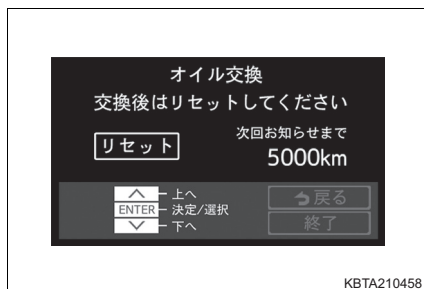 オイル交換
交換後はリセットしてください
リセット
次回お知らせまで
5000km
上へ
ENTER 決定/選択
下へ
戻る
終了
KBTA210458